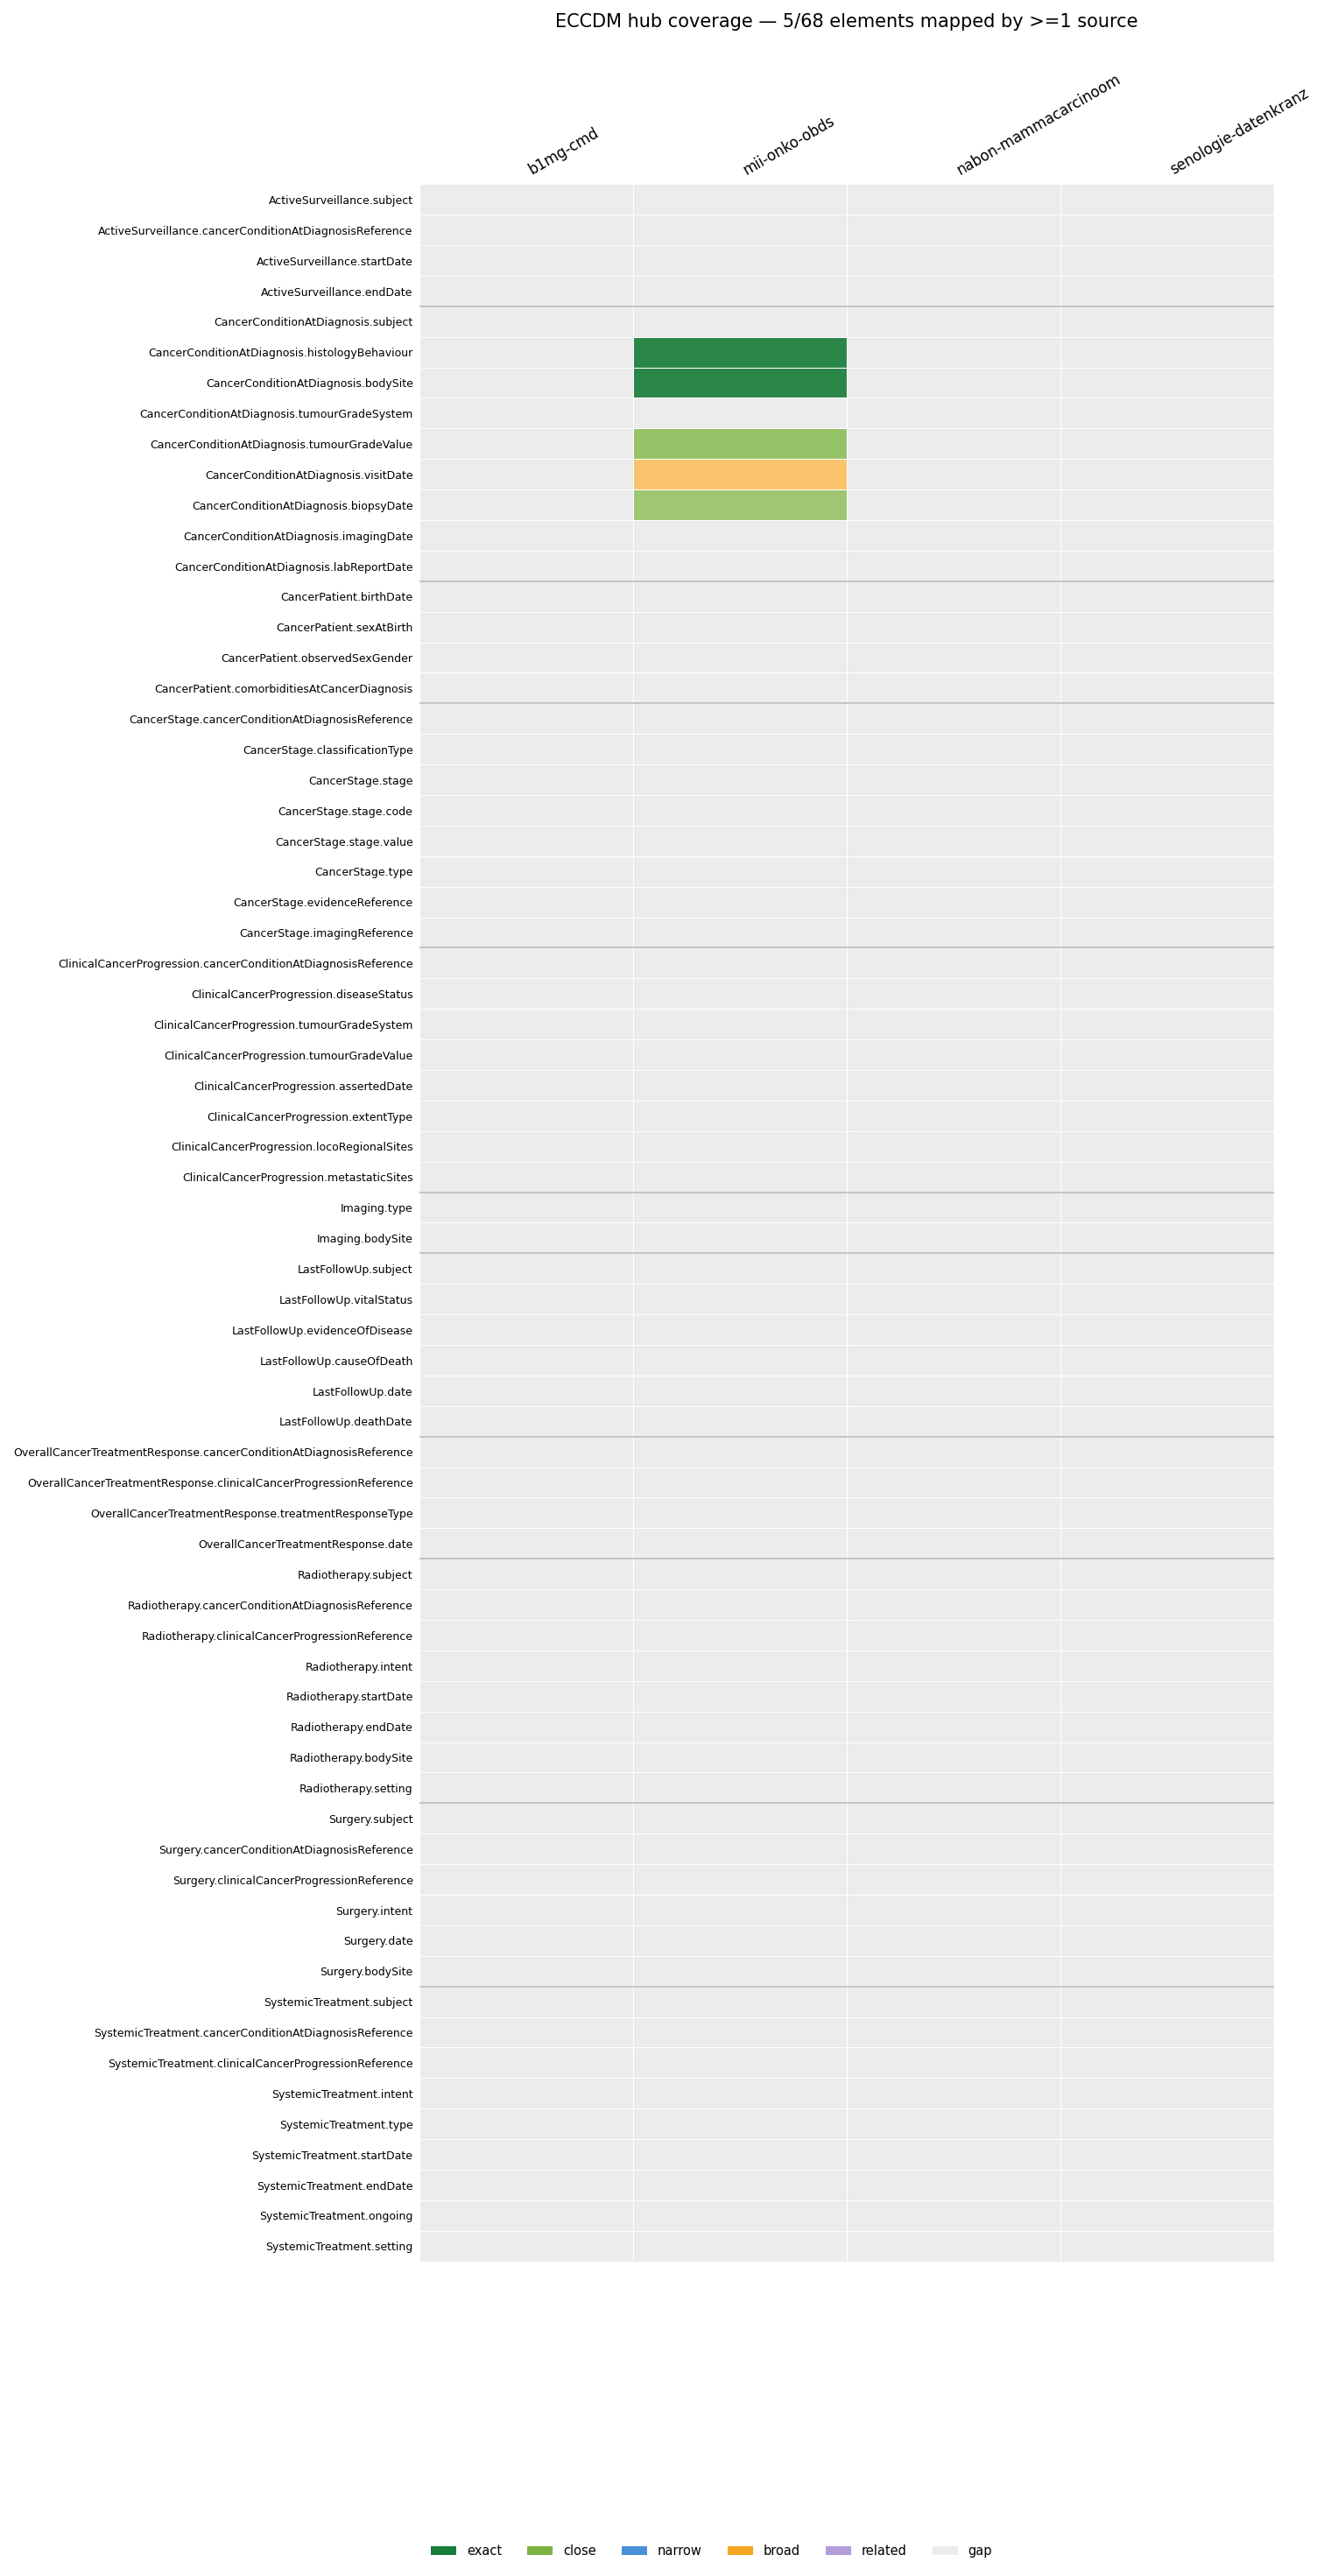 ECCDM hub coverage — 5/68 elements mapped by >=1 source
b1mg-cmd
mii-onko-obds
nabon-mammacarcinoom
senologie-datenkranz
ActiveSurveillance.subject
ActiveSurveillance.cancerConditionAtDiagnosisReference
ActiveSurveillance.startDate
ActiveSurveillance.endDate
CancerConditionAtDiagnosis.subject
CancerConditionAtDiagnosis.histologyBehaviour
CancerConditionAtDiagnosis.bodySite
CancerConditionAtDiagnosis.tumourGradeSystem
CancerConditionAtDiagnosis.tumourGradeValue
CancerConditionAtDiagnosis.visitDate
CancerConditionAtDiagnosis.biopsyDate
CancerConditionAtDiagnosis.imagingDate
CancerConditionAtDiagnosis.labReportDate
CancerPatient.birthDate
CancerPatient.sexAtBirth
CancerPatient.observedSexGender
CancerPatient.comorbiditiesAtCancerDiagnosis
CancerStage.cancerConditionAtDiagnosisReference
CancerStage.classificationType
CancerStage.stage
CancerStage.stage.code
CancerStage.stage.value
CancerStage.type
CancerStage.evidenceReference
CancerStage.imagingReference
ClinicalCancerProgression.cancerConditionAtDiagnosisReference
ClinicalCancerProgression.diseaseStatus
ClinicalCancerProgression.tumourGradeSystem
ClinicalCancerProgression.tumourGradeValue
ClinicalCancerProgression.assertedDate
ClinicalCancerProgression.extentType
ClinicalCancerProgression.locoRegionalSites
ClinicalCancerProgression.metastaticSites
Imaging.type
Imaging.bodySite
LastFollowUp.subject
LastFollowUp.vitalStatus
LastFollowUp.evidenceOfDisease
LastFollowUp.causeOfDeath
LastFollowUp.date
LastFollowUp.deathDate
OverallCancerTreatmentResponse.cancerConditionAtDiagnosisReference
OverallCancerTreatmentResponse.clinicalCancerProgressionReference
OverallCancerTreatmentResponse.treatmentResponseType
OverallCancerTreatmentResponse.date
Radiotherapy.subject
Radiotherapy.cancerConditionAtDiagnosisReference
Radiotherapy.clinicalCancerProgressionReference
Radiotherapy.intent
Radiotherapy.startDate
Radiotherapy.endDate
Radiotherapy.bodySite
Radiotherapy.setting
Surgery.subject
Surgery.cancerConditionAtDiagnosisReference
Surgery.clinicalCancerProgressionReference
Surgery.intent
Surgery.date
Surgery.bodySite
SystemicTreatment.subject
SystemicTreatment.cancerConditionAtDiagnosisReference
SystemicTreatment.clinicalCancerProgressionReference
SystemicTreatment.intent
SystemicTreatment.type
SystemicTreatment.startDate
SystemicTreatment.endDate
SystemicTreatment.ongoing
SystemicTreatment.setting
exact close narrow broad related gap